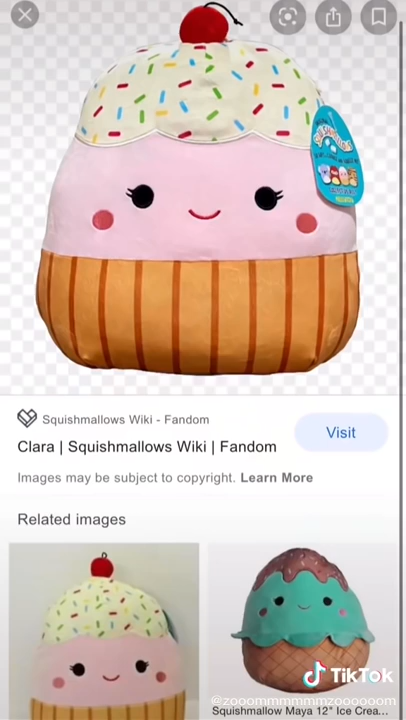 SQUISHMALLOWS
Squishmallows Wiki - Fandom
Clara | Squishmallows Wiki | Fandom
Visit
Images may be subject to copyright. Learn More
Related images
TikTok
Squishmallow Maya 12" Ice Crea...